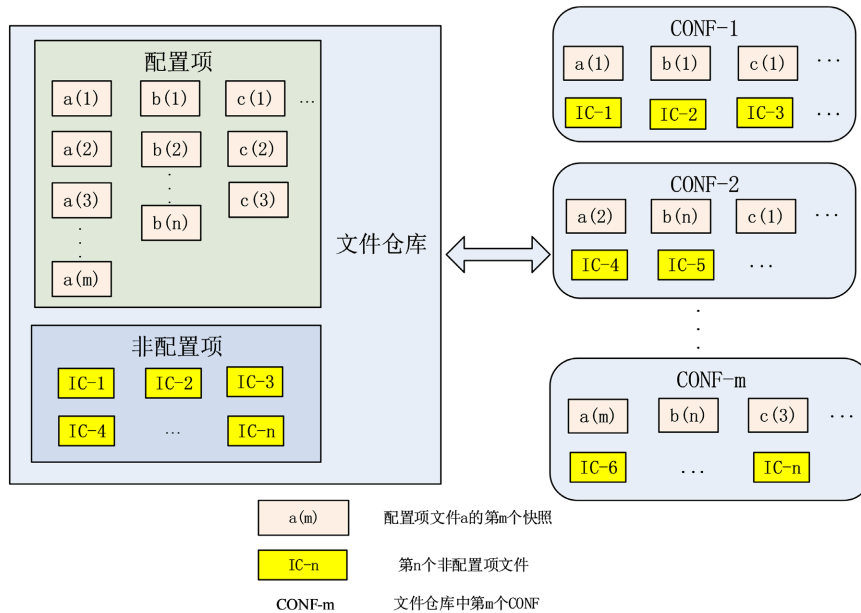 配置项
a(1) b(1) c(1) ...
a(2) b(2) c(2)
a(3) c(3)
b(n)
a(m)
文件仓库
非配置项
IC-1 IC-2 IC-3
IC-4 ... IC-n
CONF-1
a(1) b(1) c(1) ...
IC-1 IC-2 IC-3 ...
CONF-2
a(2) b(n) c(1) ...
IC-4 IC-5 ...
CONF-m
a(m) b(n) c(3) ...
IC-6 ... IC-n
a(m) 配置项文件a的第m个快照
IC-n 第n个非配置项文件
CONF-m 文件仓库中第m个CONF